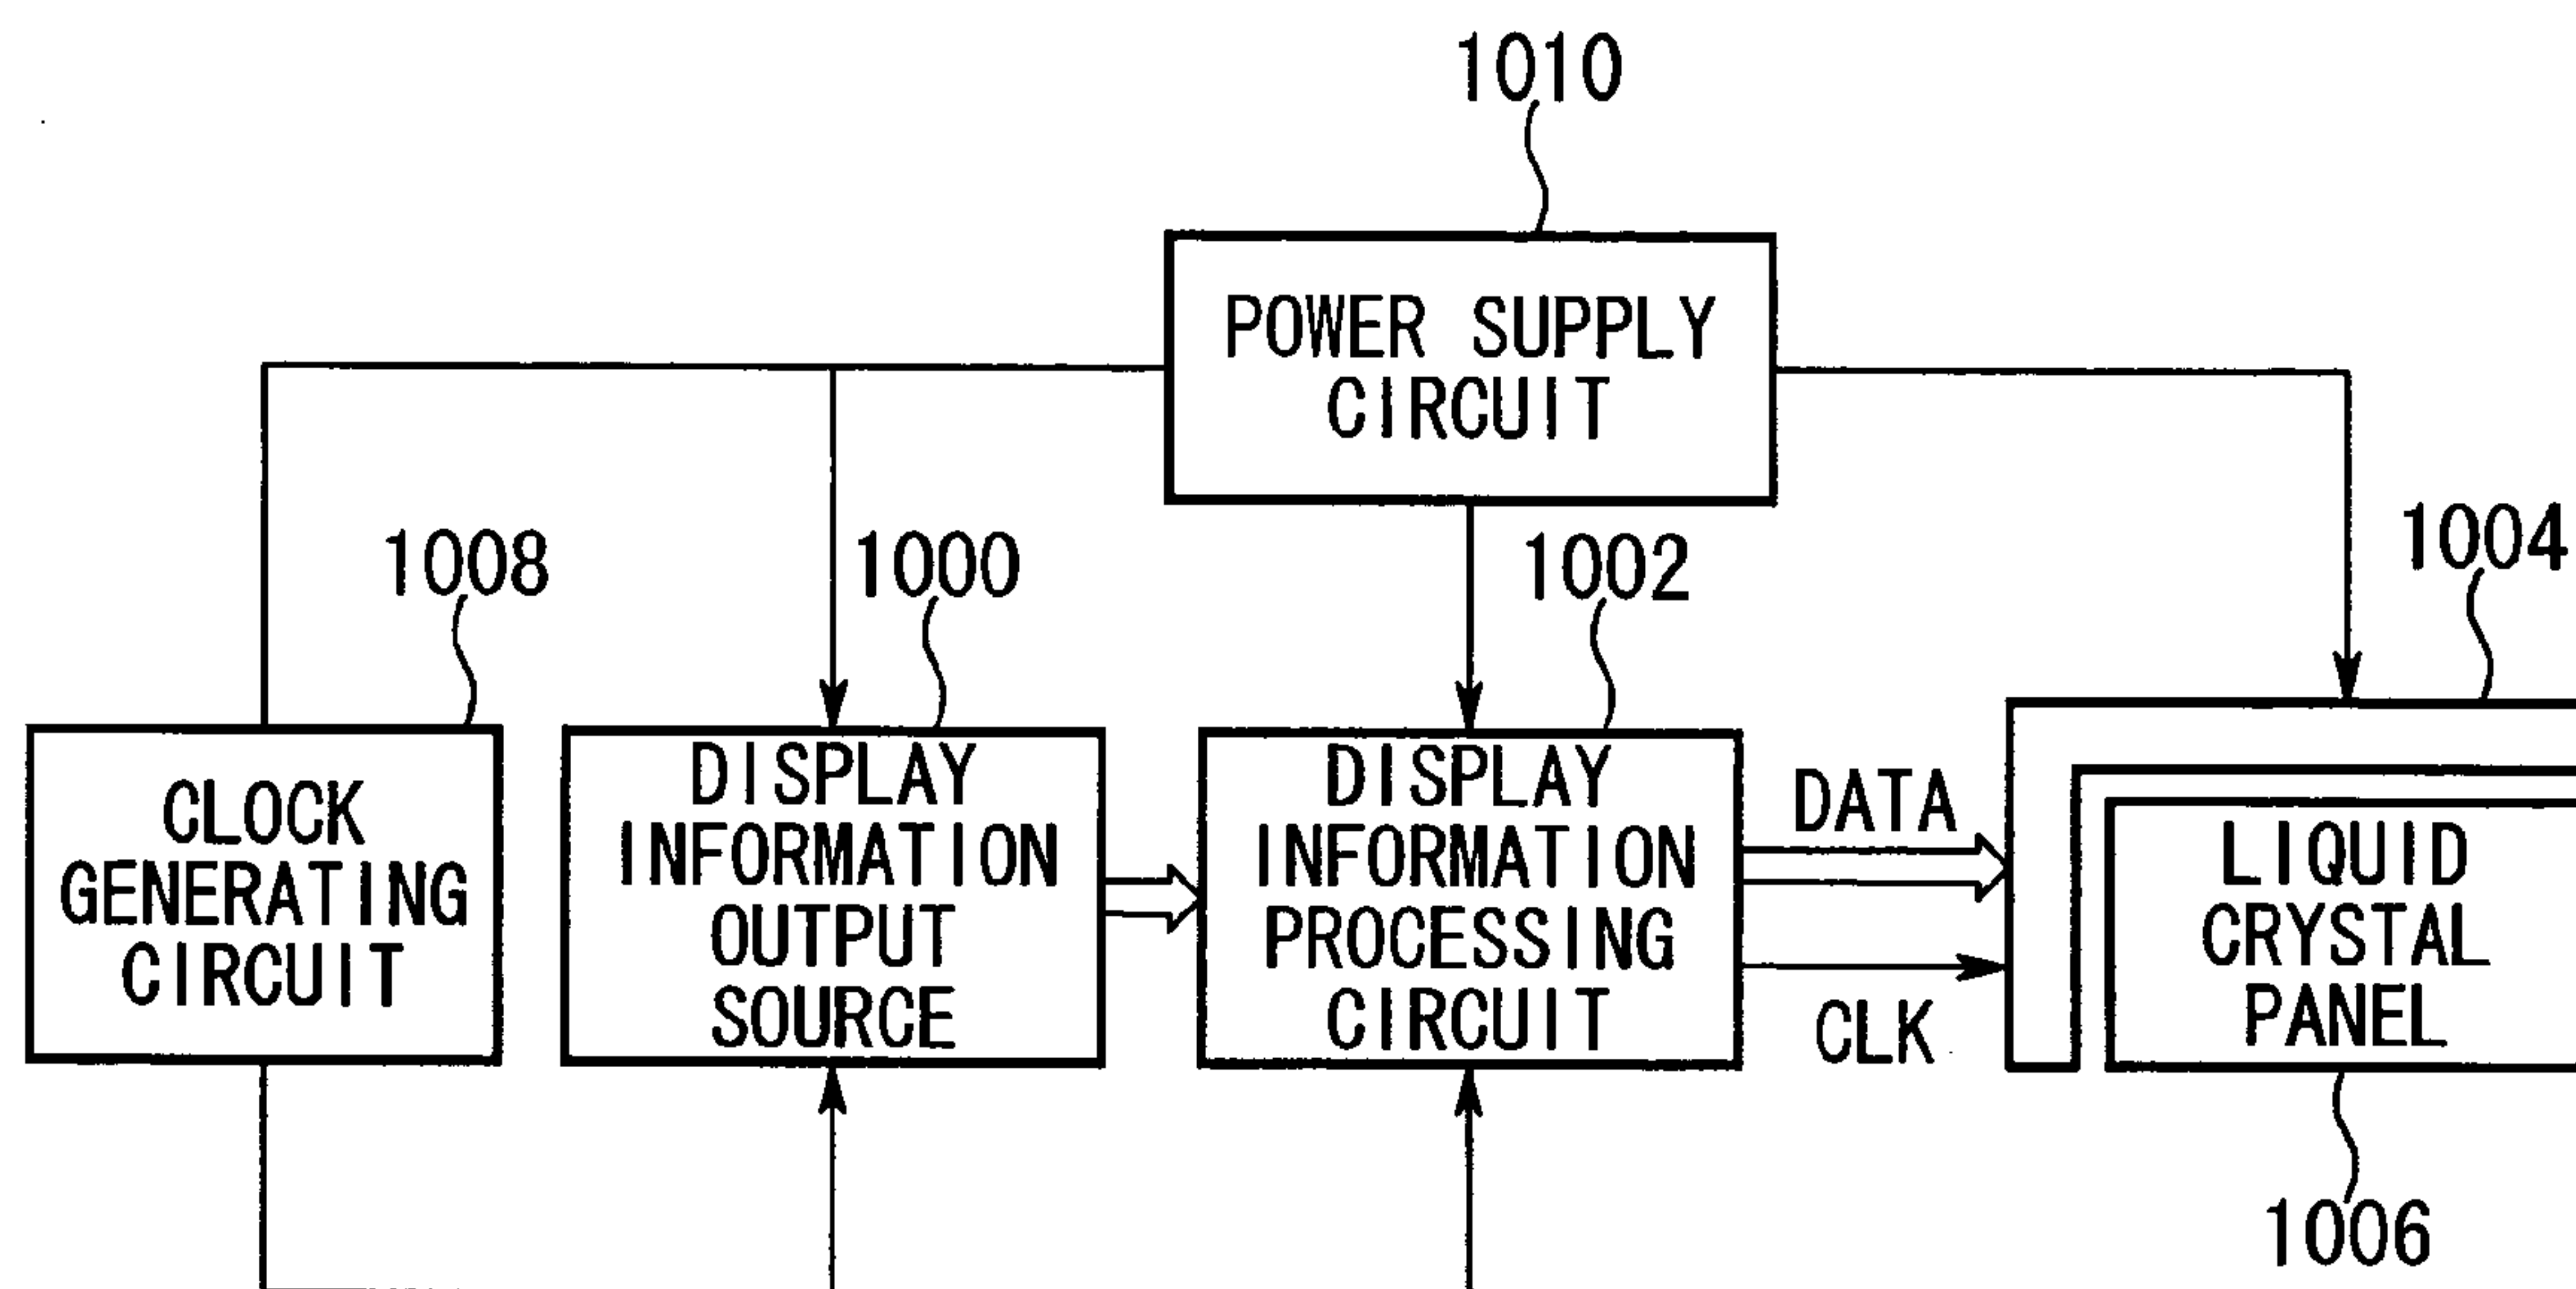 1010
POWER SUPPLY
CIRCUIT
1008
1000
1002
1004
CLOCK
GENERATING
CIRCUIT
DISPLAY
INFORMATION
OUTPUT
SOURCE
DISPLAY
INFORMATION
PROCESSING
CIRCUIT
DATA
CLK
LIQUID
CRYSTAL
PANEL
1006